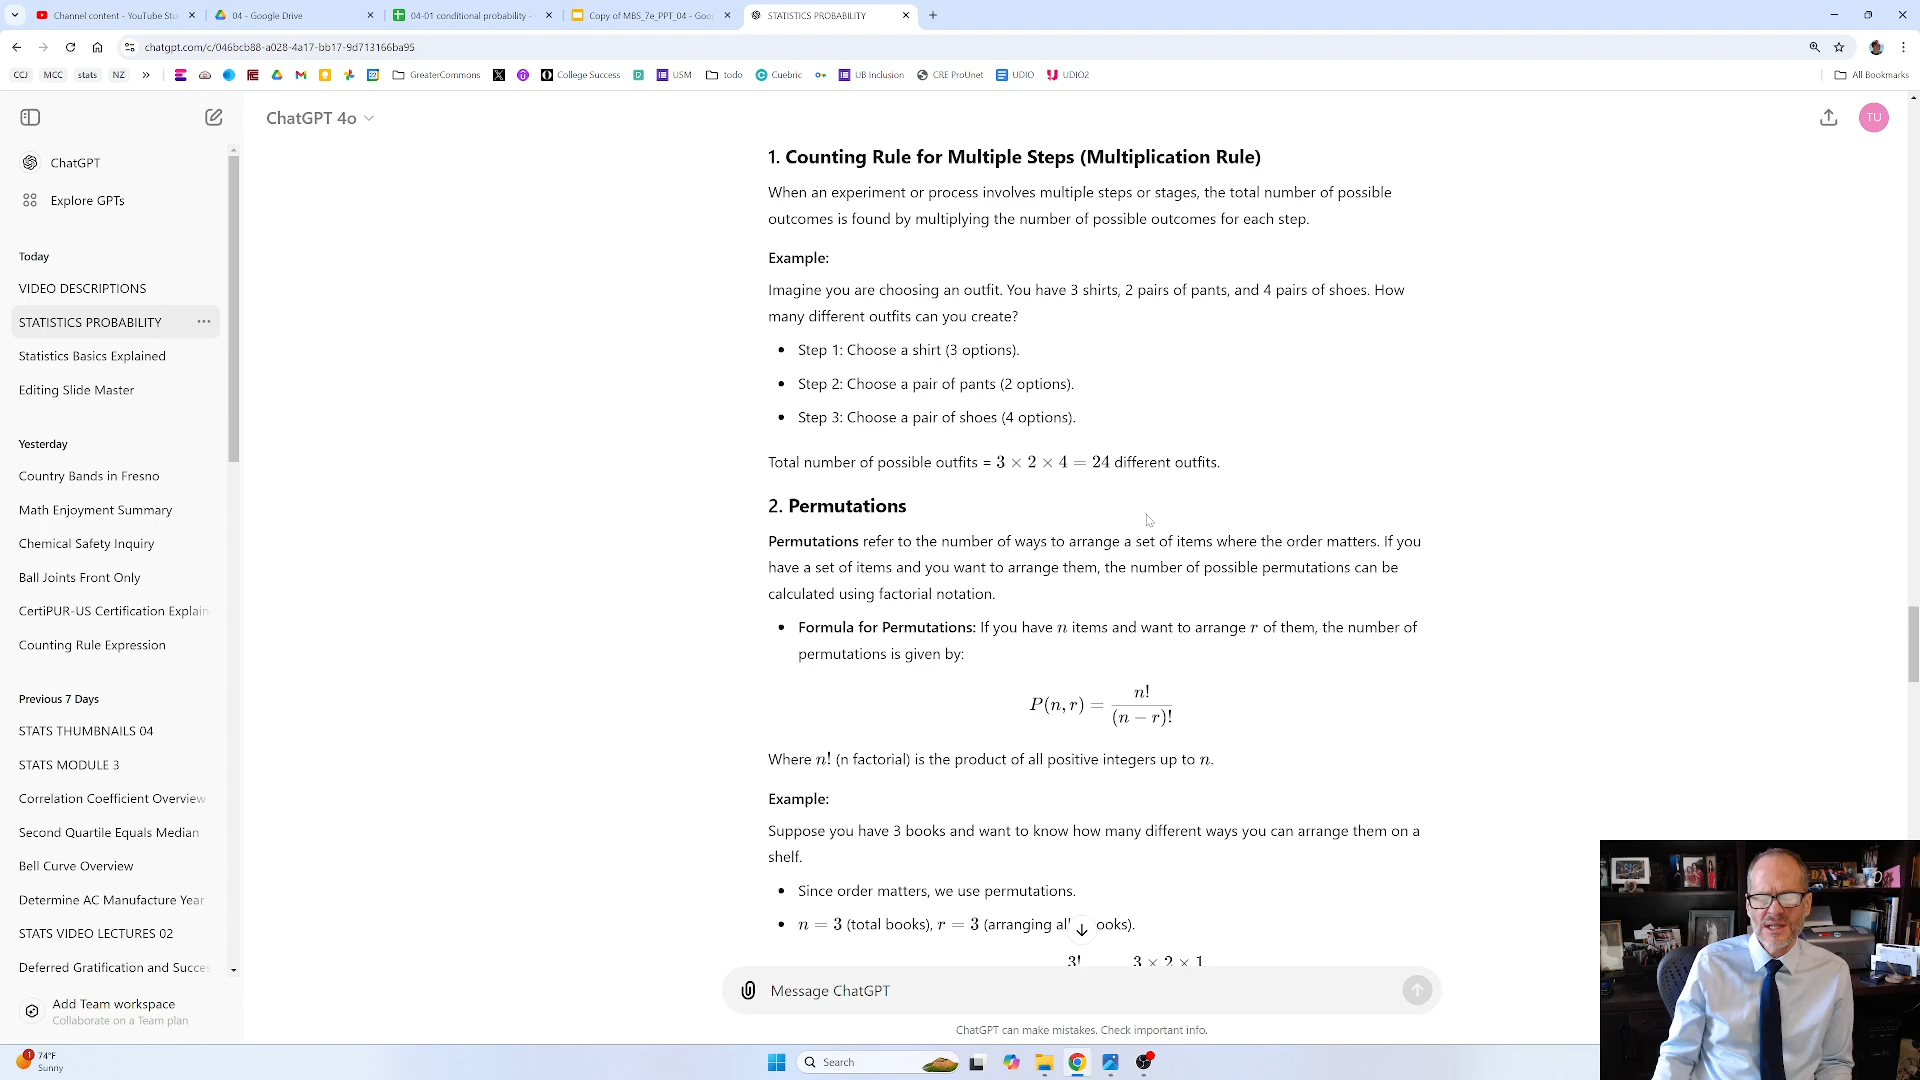 Channel content - YouTube Stu
04 - Google Drive
04-01 conditional probability -
Copy of MBS_7e_PPT_04 - Goo
STATISTICS PROBABILITY
chatgpt.com/c/046bcb88-a028-4a17-bb17-9d713166ba95
CCJ
MCC
stats
NZ
GreaterCommons
College Success
USM
todo
Cuebric
UB Inclusion
CRE ProUnet
UDIO
UDIO2
All Bookmarks
ChatGPT 4o
TU
ChatGPT
Explore GPTs
Today
VIDEO DESCRIPTIONS
STATISTICS PROBABILITY
Statistics Basics Explained
Editing Slide Master
Yesterday
Country Bands in Fresno
Math Enjoyment Summary
Chemical Safety Inquiry
Ball Joints Front Only
CertiPUR-US Certification Explain
Counting Rule Expression
Previous 7 Days
STATS THUMBNAILS 04
STATS MODULE 3
Correlation Coefficient Overview
Second Quartile Equals Median
Bell Curve Overview
Determine AC Manufacture Year
STATS VIDEO LECTURES 02
Deferred Gratification and Succes
Add Team workspace
Collaborate on a Team plan
1. Counting Rule for Multiple Steps (Multiplication Rule)
When an experiment or process involves multiple steps or stages, the total number of possible
outcomes is found by multiplying the number of possible outcomes for each step.
Example:
Imagine you are choosing an outfit. You have 3 shirts, 2 pairs of pants, and 4 pairs of shoes. How
many different outfits can you create?
• Step 1: Choose a shirt (3 options).
• Step 2: Choose a pair of pants (2 options).
• Step 3: Choose a pair of shoes (4 options).
Total number of possible outfits = 3 × 2 × 4 = 24 different outfits.
2. Permutations
Permutations refer to the number of ways to arrange a set of items where the order matters. If you
have a set of items and you want to arrange them, the number of possible permutations can be
calculated using factorial notation.
• Formula for Permutations: If you have n items and want to arrange r of them, the number of
permutations is given by:
P(n, r) = n! / (n − r)!
Where n! (n factorial) is the product of all positive integers up to n.
Example:
Suppose you have 3 books and want to know how many different ways you can arrange them on a
shelf.
• Since order matters, we use permutations.
• n = 3 (total books), r = 3 (arranging al ooks).
3! 3 × 2 × 1
Message ChatGPT
ChatGPT can make mistakes. Check important info.
1
74°F
Sunny
Search